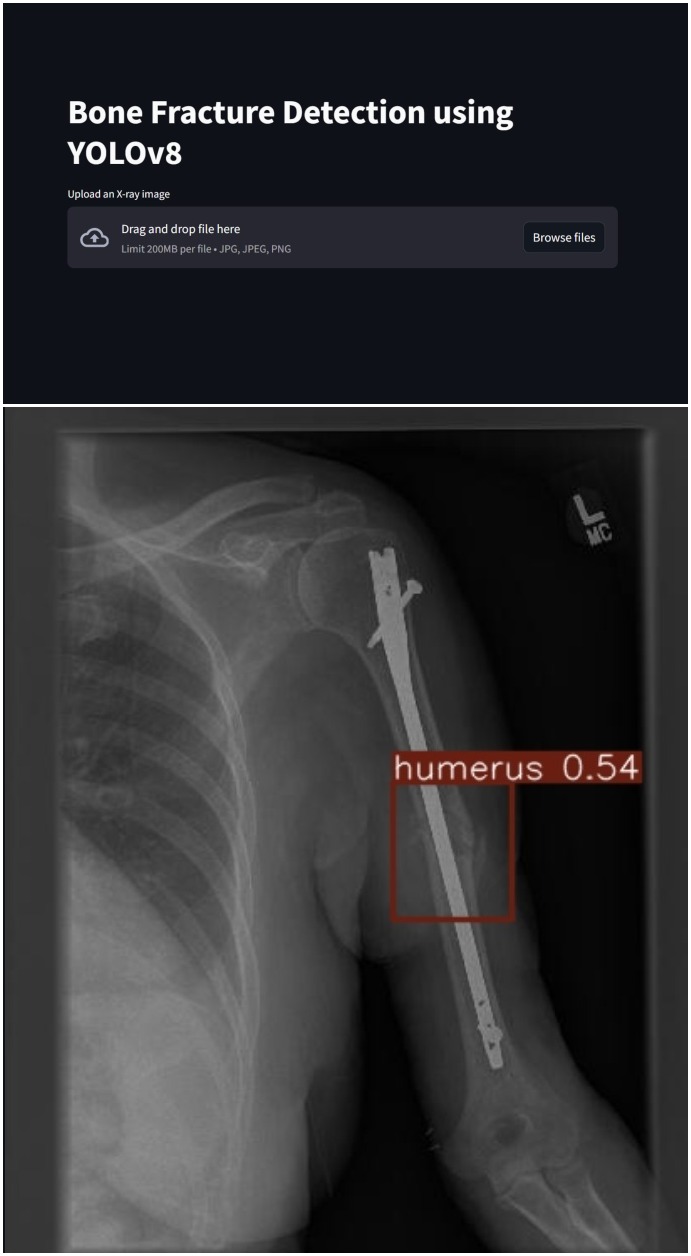 Bone Fracture Detection using
YOLOv8
Upload an X-ray image
Drag and drop file here
Limit 200MB per file • JPG, JPEG, PNG
Browse files
L
MC
humerus 0.54